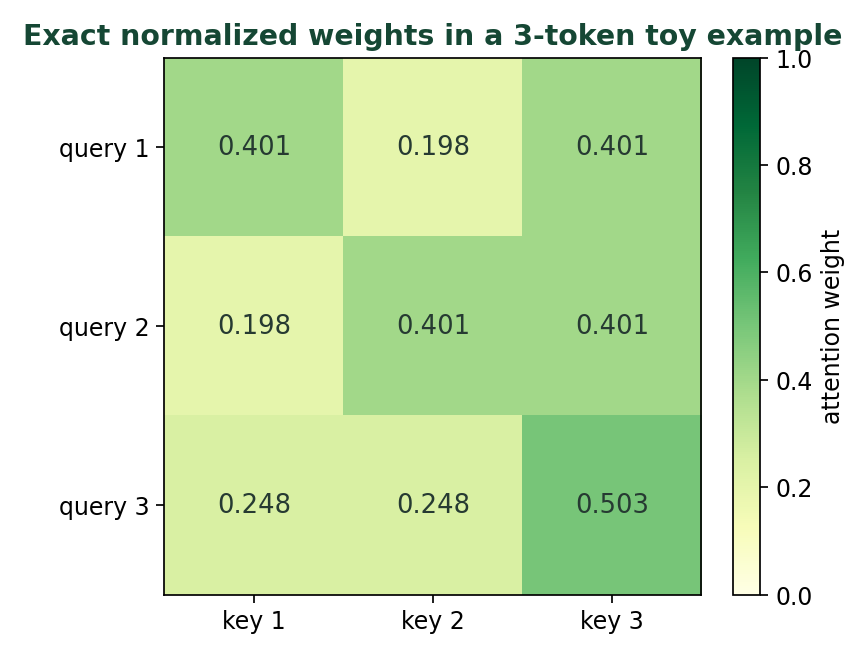 Exact normalized weights in a 3-token toy example
query 1
0.401
0.198
0.401
query 2
0.198
0.401
0.401
query 3
0.248
0.248
0.503
key 1
key 2
key 3
1.0
0.8
0.6
0.4
0.2
0.0
attention weight